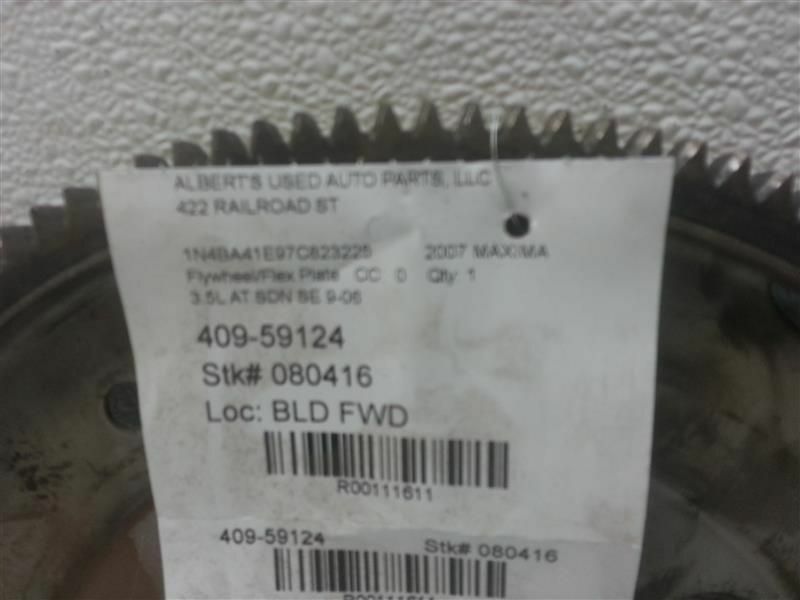 ALBERT'S USED AUTO PARTS, LLC
422 RAILROAD ST
1N4BA41E97C823225 2007 MAXIMA
Flywheel/Flex Plate CC 0 Qty 1
3.5L AT SDN SE 9-06
409-59124
Stk# 080416
Loc: BLD FWD
R00111611
409-59124 Stk# 080416
R00111611